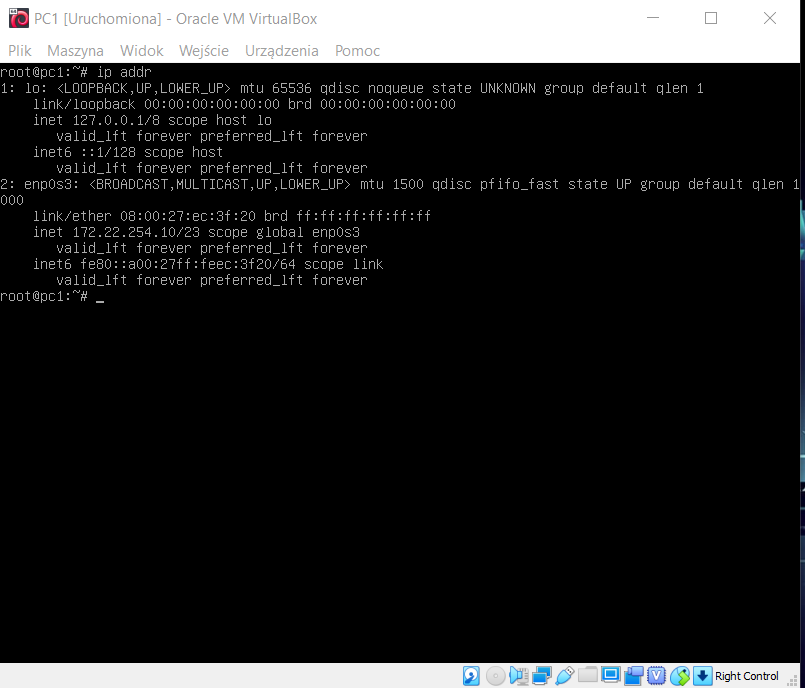 PC1 [Uruchomiona] - Oracle VM VirtualBox
Plik Maszyna Widok Wejście Urządzenia Pomoc
root@pc1:~# ip addr
1: lo: <LOOPBACK,UP,LOWER_UP> mtu 65536 qdisc noqueue state UNKNOWN group default qlen 1
    link/loopback 00:00:00:00:00:00 brd 00:00:00:00:00:00
    inet 127.0.0.1/8 scope host lo
       valid_lft forever preferred_lft forever
    inet6 ::1/128 scope host
       valid_lft forever preferred_lft forever
2: enp0s3: <BROADCAST,MULTICAST,UP,LOWER_UP> mtu 1500 qdisc pfifo_fast state UP group default qlen 1
000
    link/ether 08:00:27:ec:3f:20 brd ff:ff:ff:ff:ff:ff
    inet 172.22.254.10/23 scope global enp0s3
       valid_lft forever preferred_lft forever
    inet6 fe80::a00:27ff:feec:3f20/64 scope link
       valid_lft forever preferred_lft forever
root@pc1:~# _
Right Control